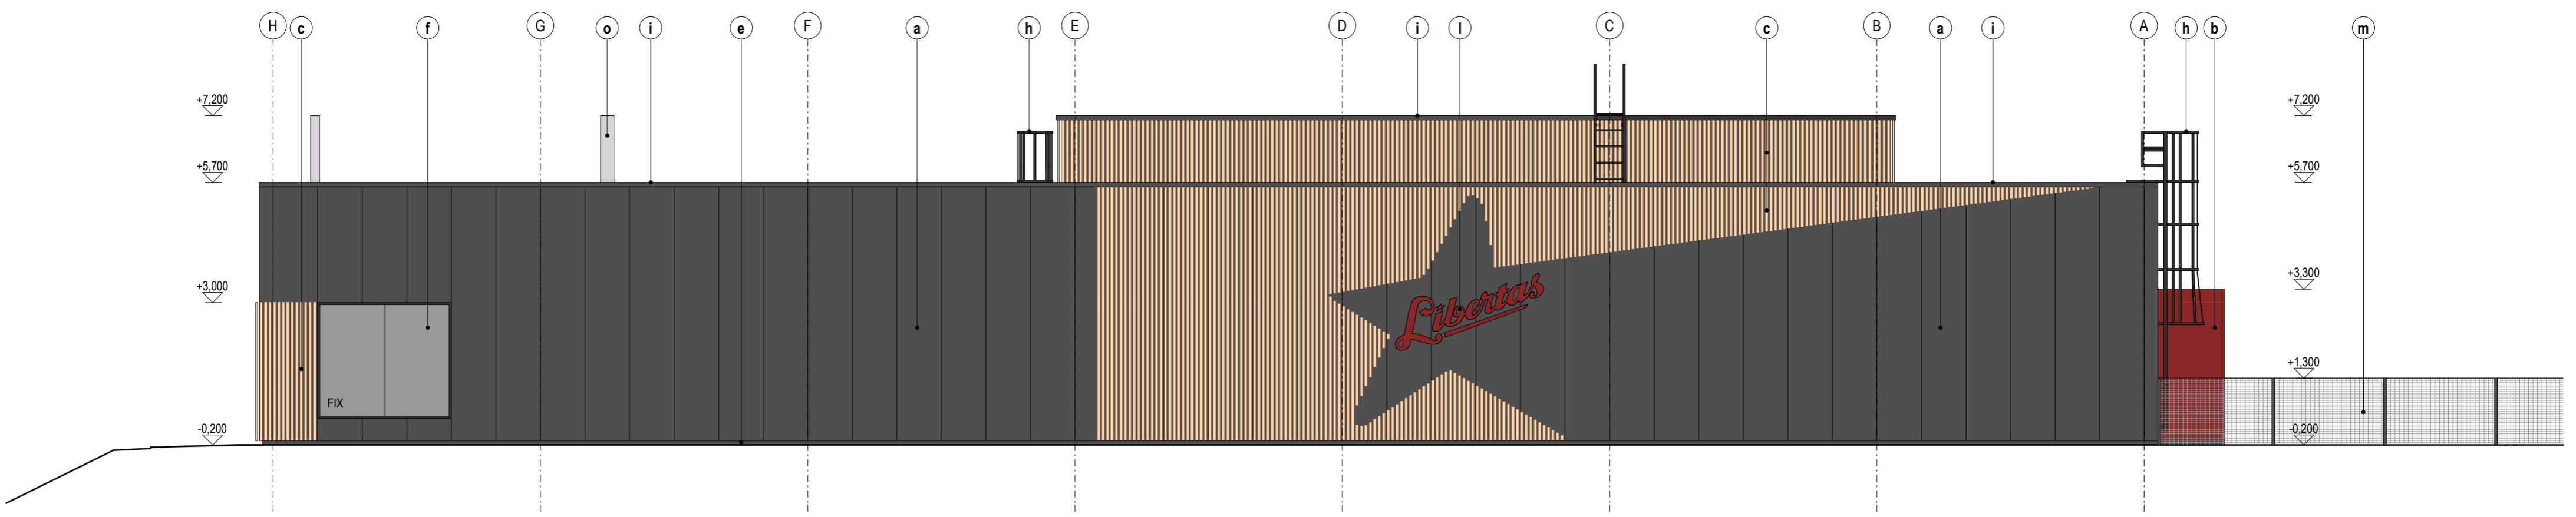 H c f G o i e F a h E D i l C c B a i A h b m
+7,200 +7,200
+5,700 +5,700
+3,300
+3,000
Libertas
+1,300
FIX
-0,200 -0,200